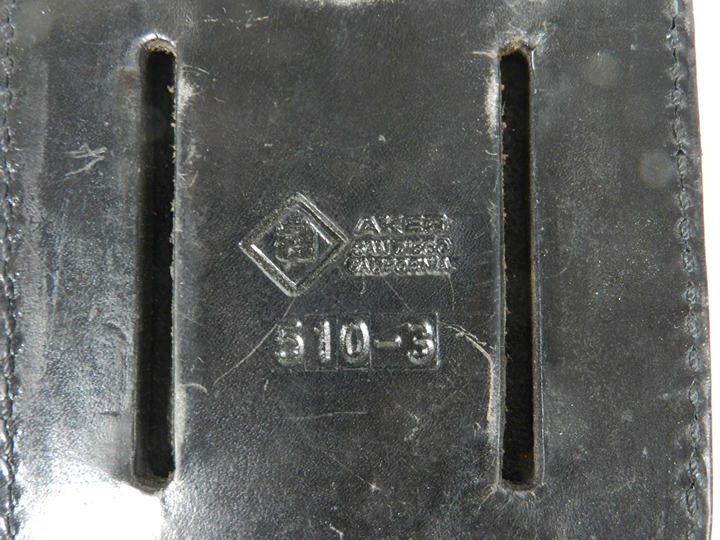 AKER
SAN DIEGO
CALIFORNIA
510-3